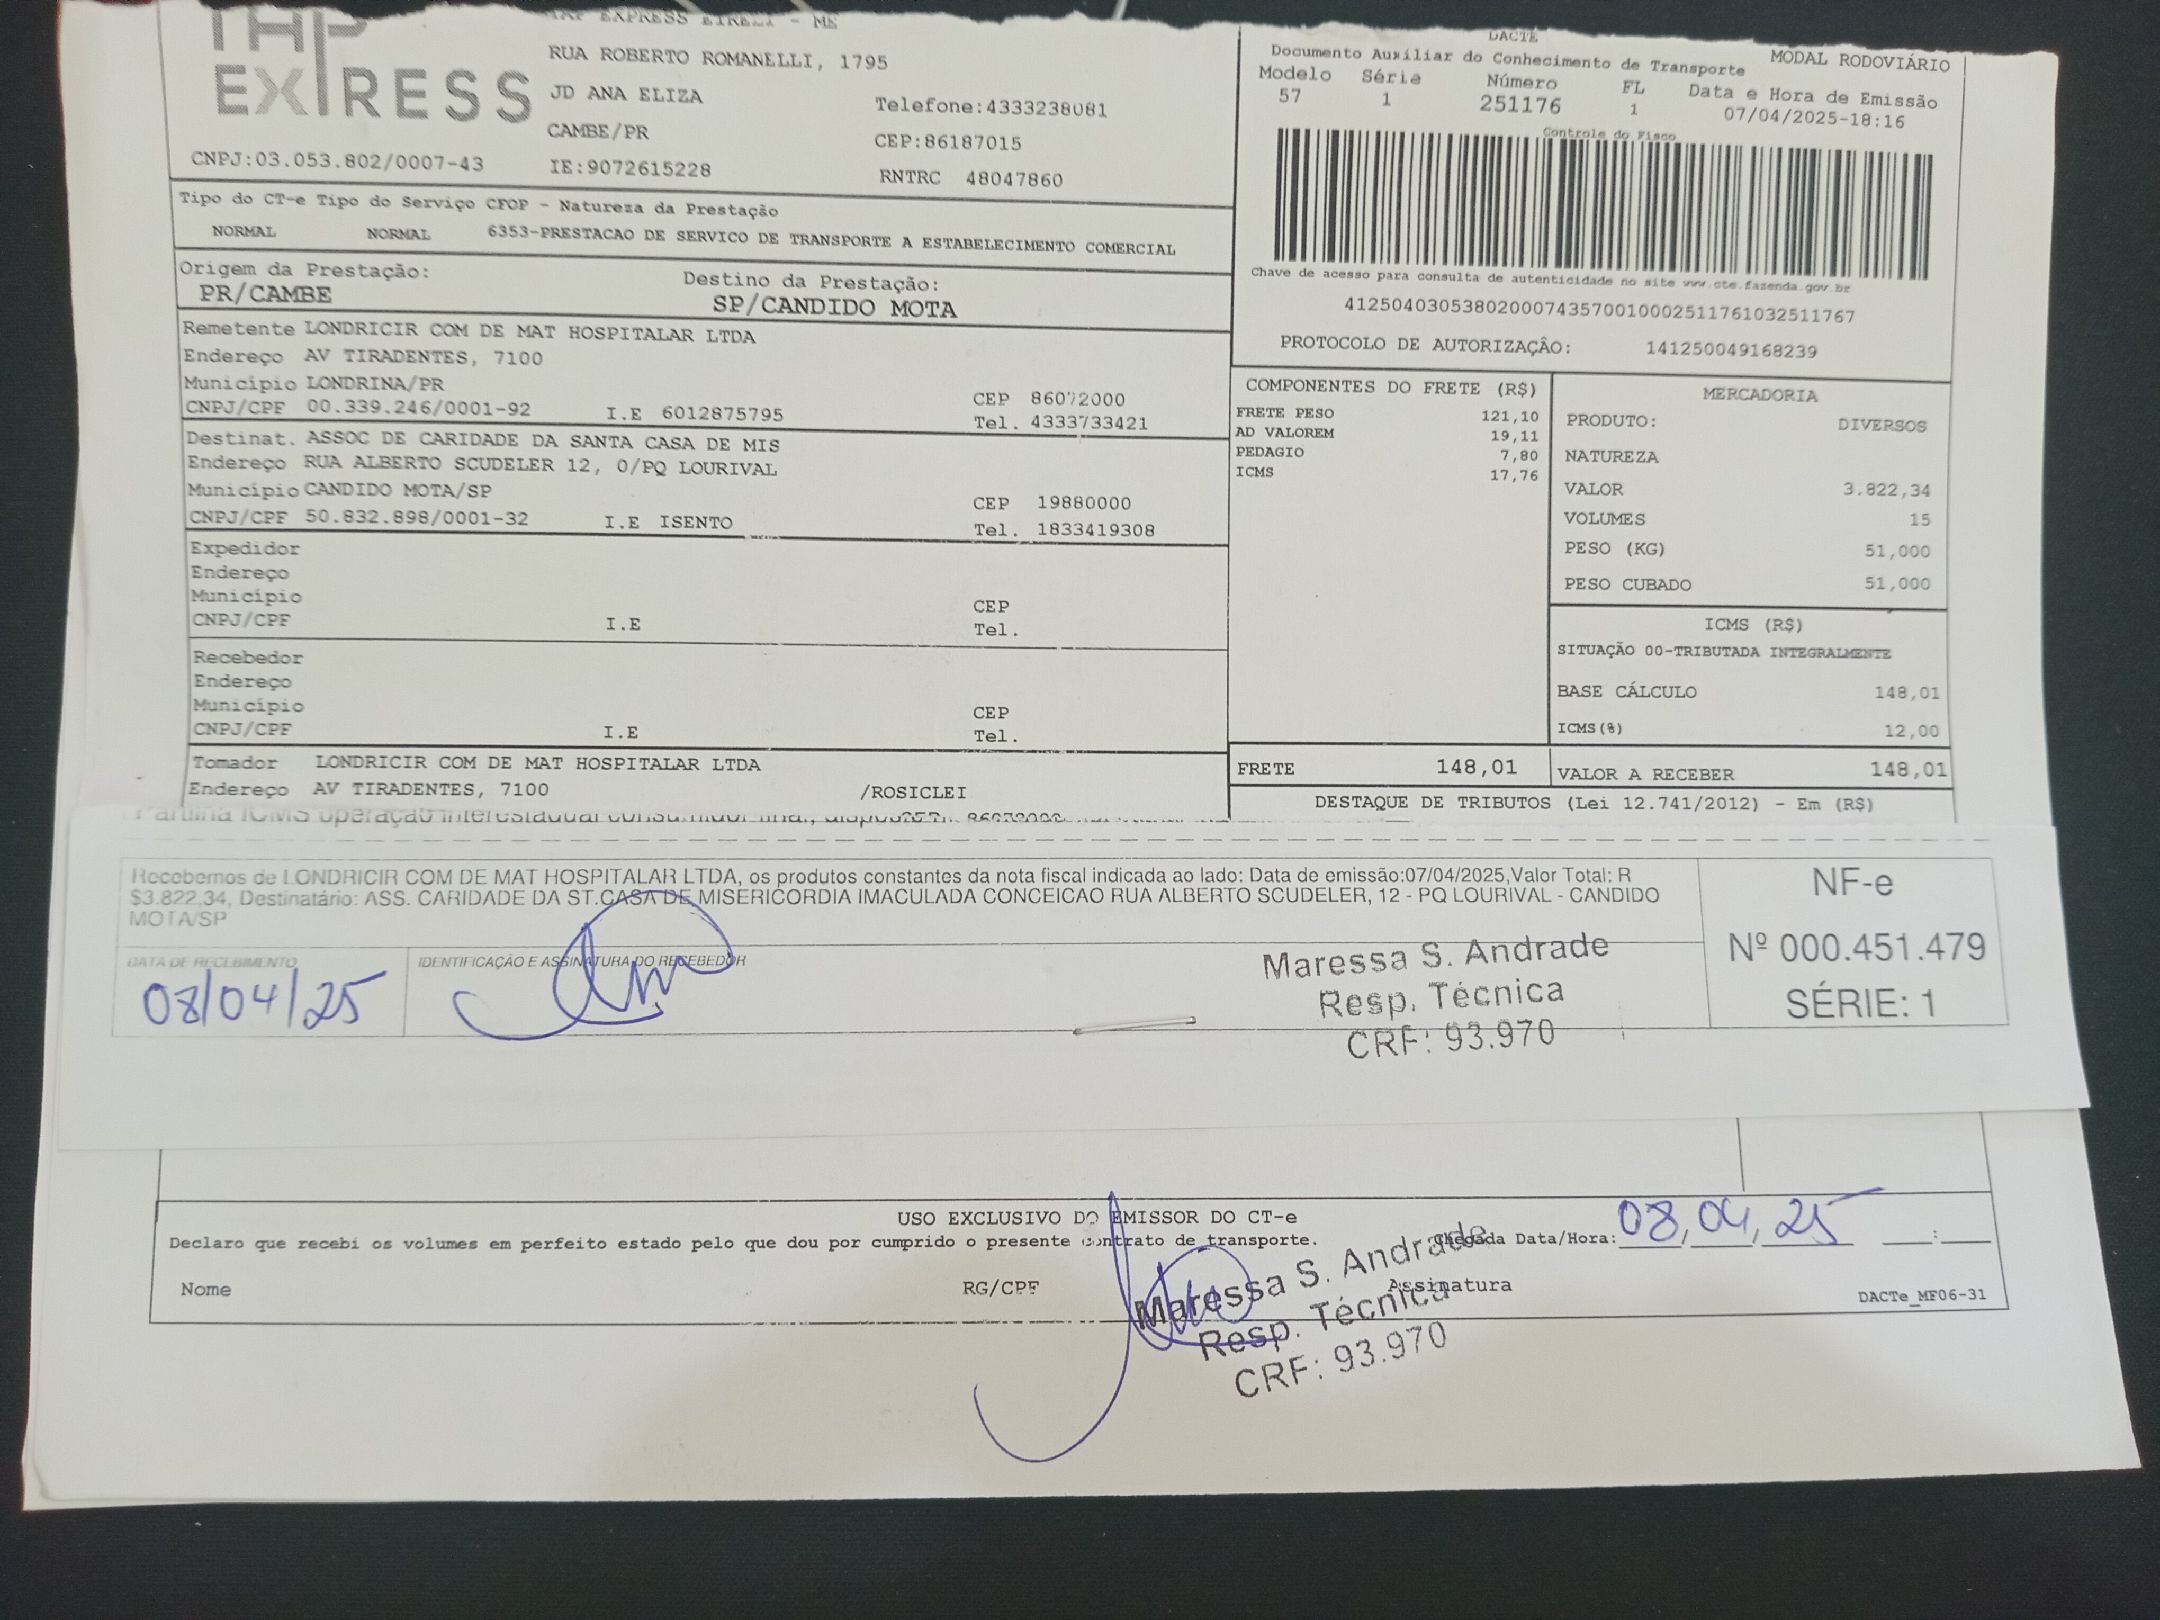 EXPRESS
EXPRESS EIRELI - ME
RUA ROBERTO ROMANELLI, 1795
JD ANA ELIZA
Telefone:4333238081
CAMBE/PR
CEP:86187015
CNPJ:03.053.802/0007-43
IE:9072615228
RNTRC 48047860
DACTE
Documento Auxiliar do Conhecimento de Transporte
MODAL RODOVIÁRIO
Modelo Série Número FL Data e Hora de Emissão
57 1 251176 1 07/04/2025-18:16
Controle do Fisco
Chave de acesso para consulta de autenticidade no site www.cte.fazenda.gov.br
41250403053802000743570010002511761032511767
PROTOCOLO DE AUTORIZAÇÂO: 141250049168239
Tipo do CT-e Tipo do Serviço CFOP - Natureza da Prestação
NORMAL NORMAL 6353-PRESTACAO DE SERVICO DE TRANSPORTE A ESTABELECIMENTO COMERCIAL
Origem da Prestação: Destino da Prestação:
PR/CAMBE SP/CANDIDO MOTA
Remetente LONDRICIR COM DE MAT HOSPITALAR LTDA
Endereço AV TIRADENTES, 7100
Município LONDRINA/PR CEP 86072000
CNPJ/CPF 00.339.246/0001-92 I.E 6012875795 Tel. 4333733421
Destinat. ASSOC DE CARIDADE DA SANTA CASA DE MIS
Endereço RUA ALBERTO SCUDELER 12, 0/PQ LOURIVAL
Município CANDIDO MOTA/SP CEP 19880000
CNPJ/CPF 50.832.898/0001-32 I.E ISENTO Tel. 1833419308
Expedidor
Endereço
Município CEP
CNPJ/CPF I.E Tel.
Recebedor
Endereço
Município CEP
CNPJ/CPF I.E Tel.
Tomador LONDRICIR COM DE MAT HOSPITALAR LTDA
Endereço AV TIRADENTES, 7100 /ROSICLEI
COMPONENTES DO FRETE (R$)
FRETE PESO 121,10
AD VALOREM 19,11
PEDAGIO 7,80
ICMS 17,76
MERCADORIA
PRODUTO: DIVERSOS
NATUREZA
VALOR 3.822,34
VOLUMES 15
PESO (KG) 51,000
PESO CUBADO 51,000
ICMS (R$)
SITUAÇÃO 00-TRIBUTADA INTEGRALMENTE
BASE CÁLCULO 148,01
ICMS(%) 12,00
FRETE 148,01 VALOR A RECEBER 148,01
DESTAQUE DE TRIBUTOS (Lei 12.741/2012) - Em (R$)
Partilha ICMS operação interestadual consumidor final,
Recebemos de LONDRICIR COM DE MAT HOSPITALAR LTDA, os produtos constantes da nota fiscal indicada ao lado: Data de emissão:07/04/2025,Valor Total: R
$3.822,34, Destinatário: ASS. CARIDADE DA ST.CASA DE MISERICORDIA IMACULADA CONCEICAO RUA ALBERTO SCUDELER, 12 - PQ LOURIVAL - CANDIDO
MOTA/SP
NF-e
Nº 000.451.479
SÉRIE: 1
DATA DE RECEBIMENTO IDENTIFICAÇÃO E ASSINATURA DO RECEBEDOR
08/04/25
Maressa S. Andrade
Resp. Técnica
CRF: 93.970
USO EXCLUSIVO DO EMISSOR DO CT-e
Declaro que recebi os volumes em perfeito estado pelo que dou por cumprido o presente contrato de transporte. Chegada Data/Hora: 08/04/25 :
Nome RG/CPF Assinatura
DACTe_MF06-31
Maressa S. Andrade
Resp. Técnica
CRF: 93.970